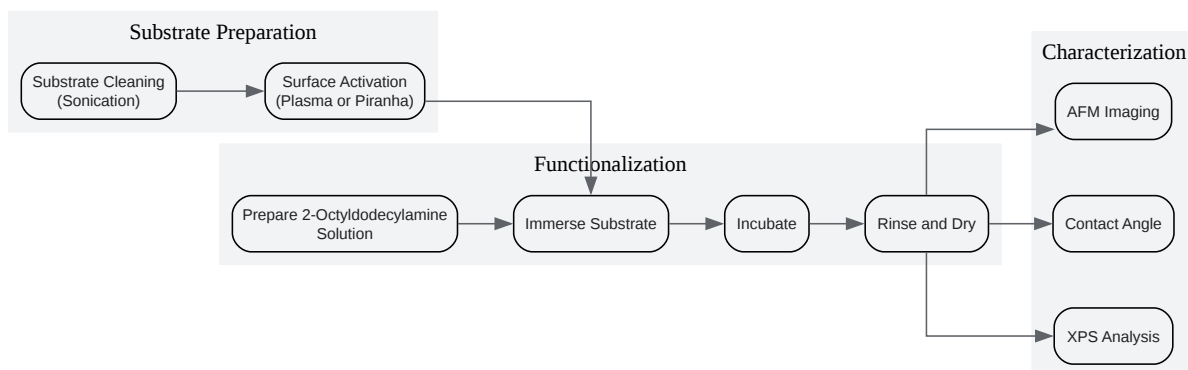 Substrate Preparation
Substrate Cleaning
(Sonication)
Surface Activation
(Plasma or Piranha)
Functionalization
Prepare 2-Octyldodecylamine
Solution
Immerse Substrate
Incubate
Rinse and Dry
Characterization
AFM Imaging
Contact Angle
XPS Analysis